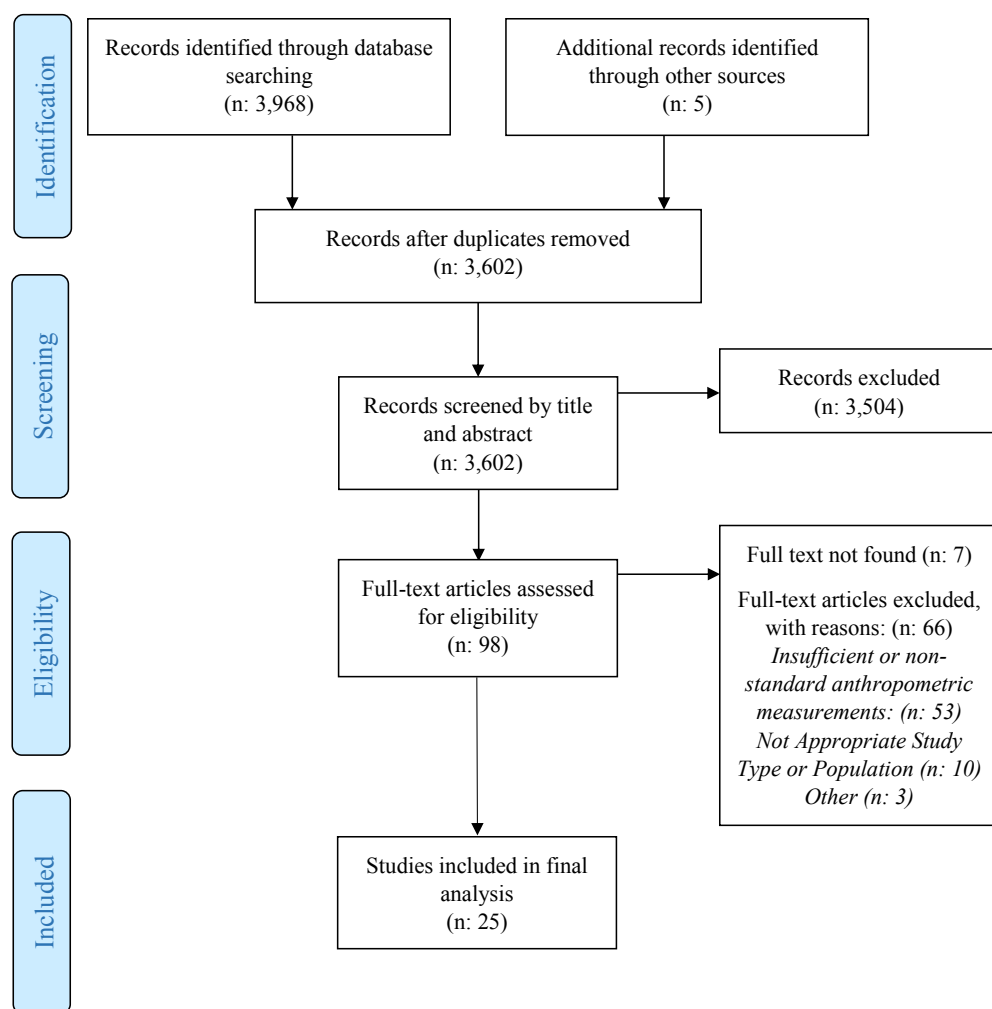 Identification
Records identified through database
searching
(n: 3,968)
Additional records identified
through other sources
(n: 5)
Records after duplicates removed
(n: 3,602)
Screening
Records screened by title
and abstract
(n: 3,602)
Records excluded
(n: 3,504)
Eligibility
Full-text articles assessed
for eligibility
(n: 98)
Full text not found (n: 7)
Full-text articles excluded,
with reasons: (n: 66)
Insufficient or non-
standard anthropometric
measurements: (n: 53)
Not Appropriate Study
Type or Population (n: 10)
Other (n: 3)
Included
Studies included in final
analysis
(n: 25)